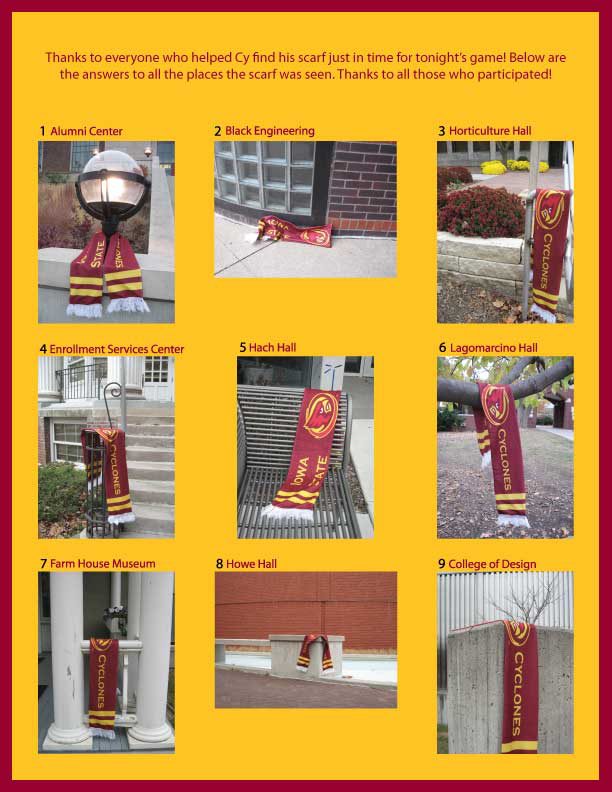 Thanks to everyone who helped Cy find his scarf just in time for tonight's game! Below are
the answers to all the places the scarf was seen. Thanks to all those who participated!
1 Alumni Center
2 Black Engineering
3 Horticulture Hall
STATE
CYCLONES
IOWA
STATE
CYCLONES
4 Enrollment Services Center
5 Hach Hall
6 Lagomarcino Hall
CYCLONES
IOWA
STATE
CYCLONES
7 Farm House Museum
8 Howe Hall
9 College of Design
CYCLONES
CYCLONES